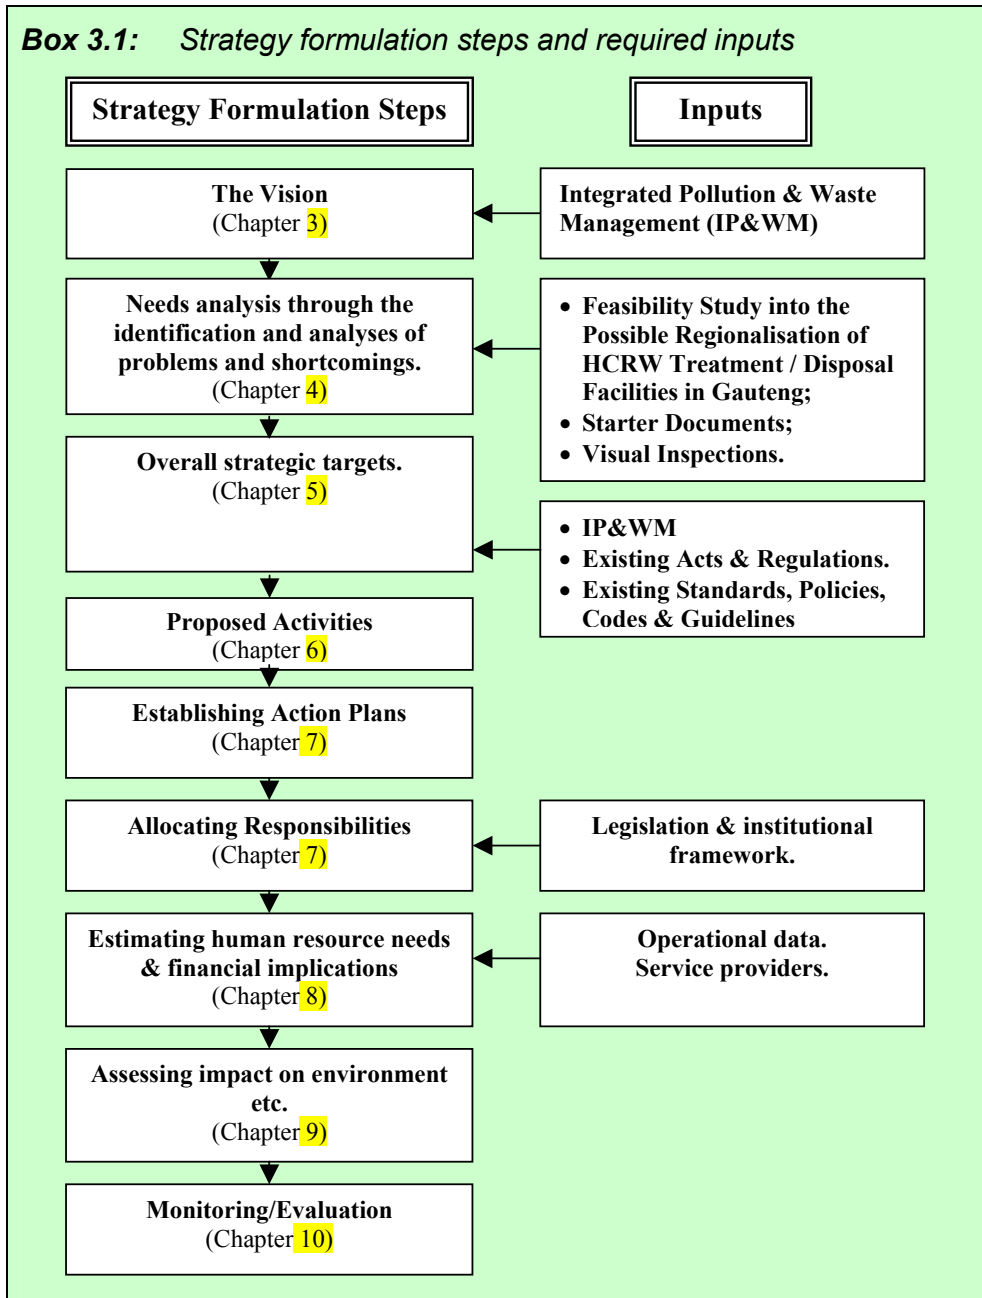 Box 3.1: Strategy formulation steps and required inputs
Strategy Formulation Steps
Inputs
The Vision
(Chapter 3)
Integrated Pollution & Waste
Management (IP&WM)
Needs analysis through the
identification and analyses of
problems and shortcomings.
(Chapter 4)
• Feasibility Study into the
Possible Regionalisation of
HCRW Treatment / Disposal
Facilities in Gauteng;
• Starter Documents;
• Visual Inspections.
Overall strategic targets.
(Chapter 5)
• IP&WM
• Existing Acts & Regulations.
• Existing Standards, Policies,
Codes & Guidelines
Proposed Activities
(Chapter 6)
Establishing Action Plans
(Chapter 7)
Allocating Responsibilities
(Chapter 7)
Legislation & institutional
framework.
Estimating human resource needs
& financial implications
(Chapter 8)
Operational data.
Service providers.
Assessing impact on environment
etc.
(Chapter 9)
Monitoring/Evaluation
(Chapter 10)